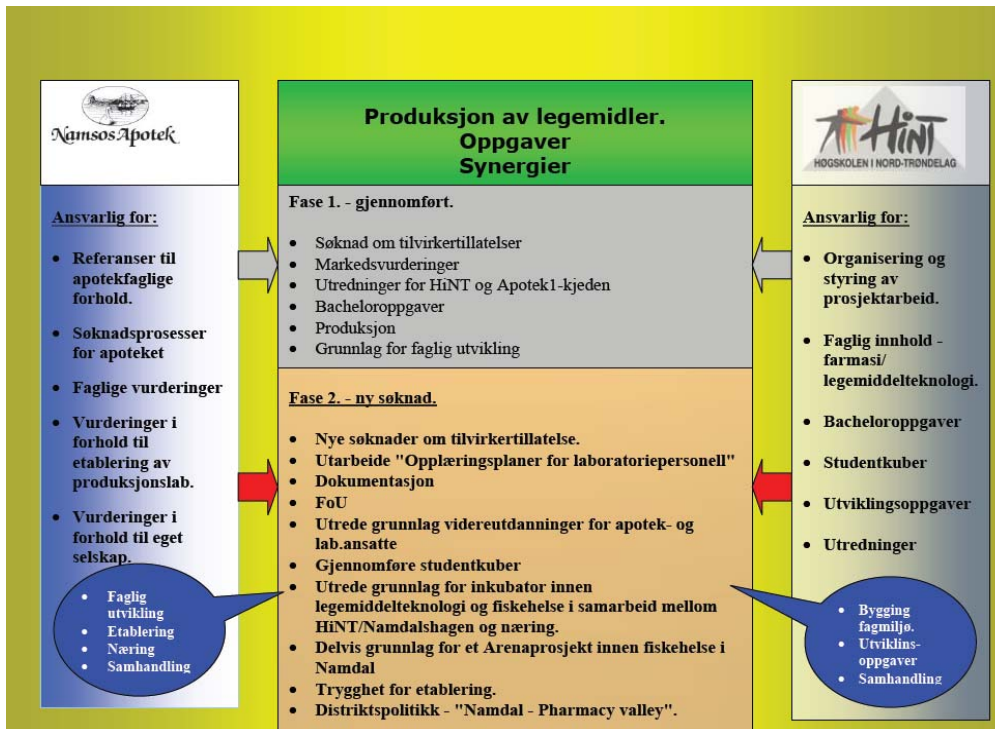 Namsos Apotek
Ansvarlig for:
• Referanser til
apotekfaglige
forhold.
• Søknadsprosesser
for apoteket
• Faglige vurderinger
• Vurderinger i
forhold til
etablering av
produksjonslab.
• Vurderinger i
forhold til eget
selskap.
• Faglig
utvikling
• Etablering
• Næring
• Samhandling
Produksjon av legemidler.
Oppgaver
Synergier
Fase 1. - gjennomført.
• Søknad om tilvirkertillatelser
• Markedsvurderinger
• Utredninger for HiNT og Apotek1-kjeden
• Bacheloroppgaver
• Produksjon
• Grunnlag for faglig utvikling
Fase 2. - ny søknad.
• Nye søknader om tilvirkertillatelse.
• Utarbeide "Opplæringsplaner for laboratoriepersonell"
• Dokumentasjon
• FoU
• Utrede grunnlag videreutdanninger for apotek- og
lab.ansatte
• Gjennomføre studentkuber
• Utrede grunnlag for inkubator innen
legemiddelteknologi og fiskehelse i samarbeid mellom
HiNT/Namdalshagen og næring.
• Delvis grunnlag for et Arenaprosjekt innen fiskehelse i
Namdal
• Trygghet for etablering.
• Distriktspolitikk - "Namdal - Pharmacy valley".
HiNT
HØGSKOLEN I NORD-TRØNDELAG
Ansvarlig for:
• Organisering og
styring av
prosjektarbeid.
• Faglig innhold -
farmasi/
legemiddelteknologi.
• Bacheloroppgaver
• Studentkuber
• Utviklingsoppgaver
• Utredninger
• Bygging
fagmiljø.
• Utviklins-
oppgaver
• Samhandling